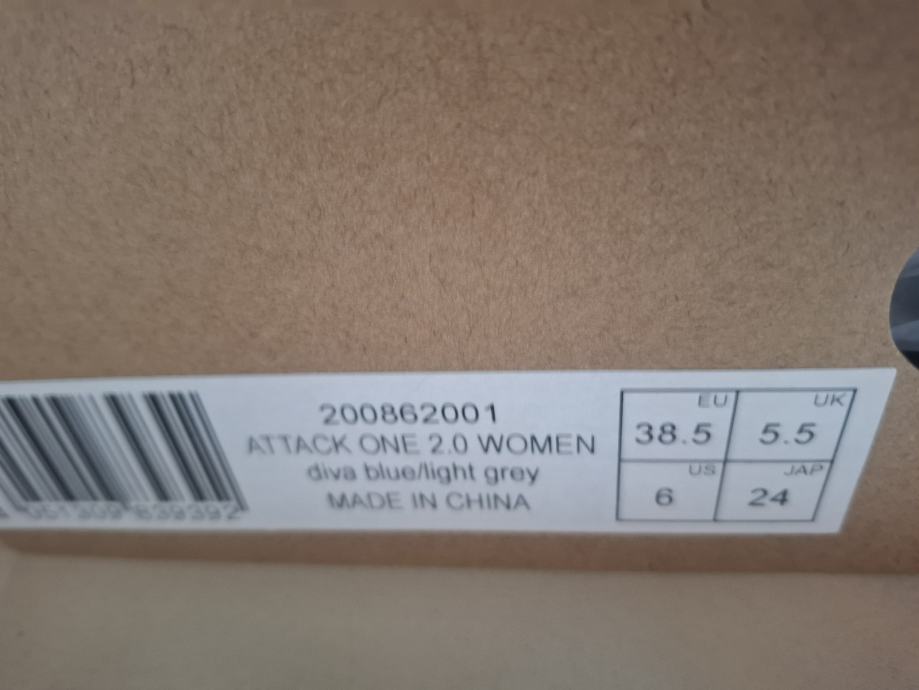 200862001
ATTACK ONE 2.0 WOMEN
diva blue/light grey
MADE IN CHINA
839392
EU UK
38.5 5.5
US JAP
6 24